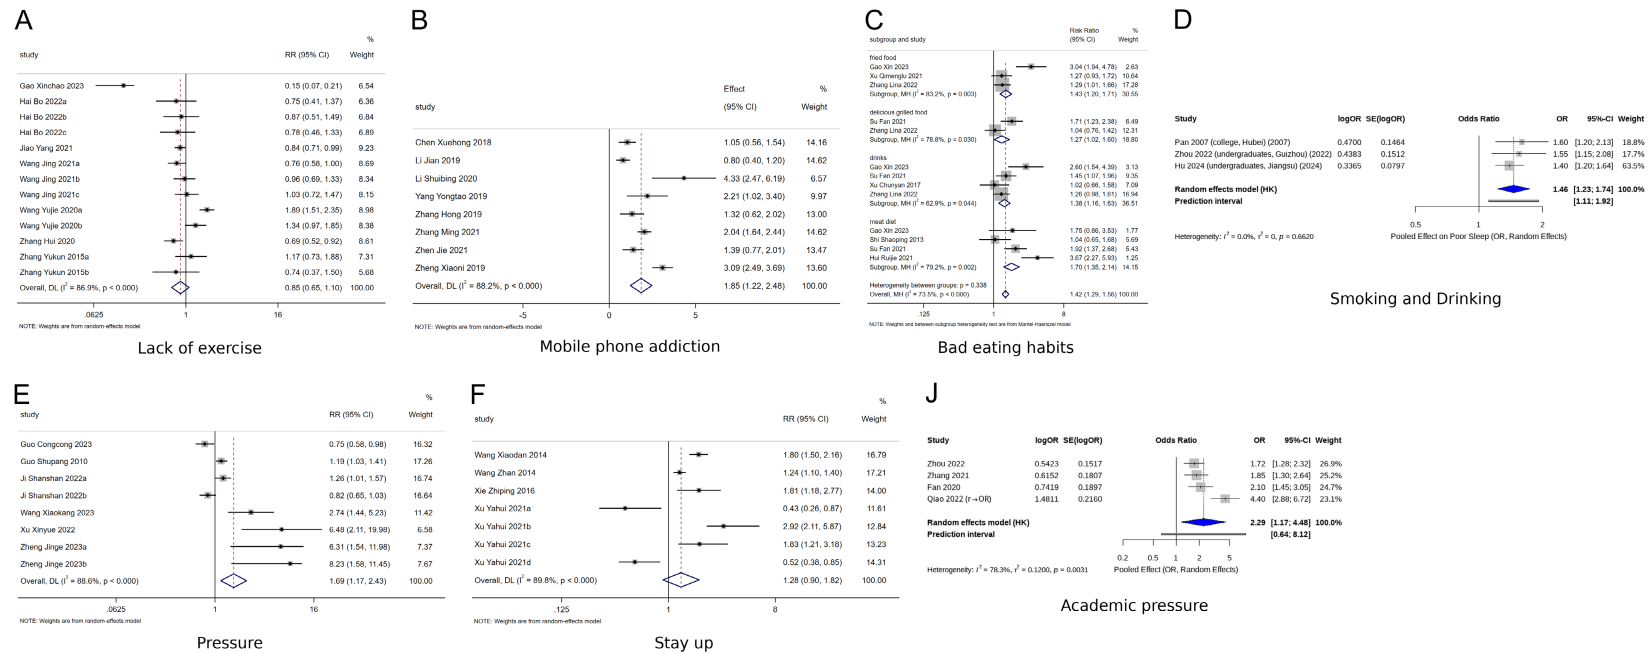 A
%
study RR (95% CI) Weight
Gao Xinchao 2023 0.15 (0.07, 0.21) 6.54
Hai Bo 2022a 0.75 (0.41, 1.37) 6.36
Hai Bo 2022b 0.87 (0.51, 1.49) 6.84
Hai Bo 2022c 0.78 (0.46, 1.33) 6.89
Jiao Yang 2021 0.84 (0.71, 0.99) 9.23
Wang Jing 2021a 0.76 (0.58, 1.00) 8.69
Wang Jing 2021b 0.96 (0.69, 1.33) 8.34
Wang Jing 2021c 1.03 (0.72, 1.47) 8.15
Wang Yujie 2020a 1.89 (1.51, 2.35) 8.98
Wang Yujie 2020b 1.34 (0.97, 1.85) 8.38
Zhang Hui 2020 0.69 (0.52, 0.92) 8.61
Zhang Yukun 2015a 1.17 (0.73, 1.88) 7.31
Zhang Yukun 2015b 0.74 (0.37, 1.50) 5.68
Overall, DL (I² = 86.9%, p < 0.000) 0.85 (0.65, 1.10) 100.00
.0625 1 16
NOTE: Weights are from random-effects model
Lack of exercise
B
Effect %
study (95% CI) Weight
Chen Xuehong 2018 1.05 (0.56, 1.54) 14.16
Li Jian 2019 0.80 (0.40, 1.20) 14.62
Li Shuibing 2020 4.33 (2.47, 6.19) 6.57
Yang Yongtao 2019 2.21 (1.02, 3.40) 9.97
Zhang Hong 2019 1.32 (0.62, 2.02) 13.00
Zhang Ming 2021 2.04 (1.64, 2.44) 14.62
Zhen Jie 2021 1.39 (0.77, 2.01) 13.47
Zheng Xiaoni 2019 3.09 (2.49, 3.69) 13.60
Overall, DL (I² = 88.2%, p < 0.000) 1.85 (1.22, 2.48) 100.00
-5 0 5
NOTE: Weights are from random-effects model
Mobile phone addiction
C
Risk Ratio %
subgroup and study (95% CI) Weight
fried food
Gao Xin 2023 3.04 (1.94, 4.78) 2.63
Xu Qimenglu 2021 1.27 (0.93, 1.72) 10.64
Zhang Lina 2022 1.29 (1.01, 1.66) 17.28
Subgroup, MH (I² = 83.2%, p = 0.003) 1.43 (1.20, 1.71) 30.55
delicious grilled food
Su Fan 2021 1.71 (1.23, 2.38) 6.49
Zhang Lina 2022 1.04 (0.76, 1.42) 12.31
Subgroup, MH (I² = 78.8%, p = 0.030) 1.27 (1.02, 1.60) 18.80
drinks
Gao Xin 2023 2.60 (1.54, 4.39) 3.13
Su Fan 2021 1.45 (1.07, 1.96) 9.35
Xu Chunyan 2017 1.02 (0.66, 1.58) 7.09
Zhang Lina 2022 1.26 (0.98, 1.61) 16.94
Subgroup, MH (I² = 62.9%, p = 0.044) 1.38 (1.16, 1.63) 36.51
meat diet
Gao Xin 2023 1.75 (0.86, 3.53) 1.77
Shi Shaoping 2013 1.04 (0.65, 1.68) 5.69
Su Fan 2021 1.92 (1.37, 2.68) 5.43
Hui Ruijie 2021 3.67 (2.27, 5.93) 1.25
Subgroup, MH (I² = 79.2%, p = 0.002) 1.70 (1.35, 2.14) 14.15
Heterogeneity between groups: p = 0.338
Overall, MH (I² = 73.5%, p < 0.000) 1.42 (1.29, 1.56) 100.00
.125 1 8
NOTE: Weights and between-subgroup heterogeneity test are from Mantel-Haenszel model
Bad eating habits
D
Study logOR SE(logOR) Odds Ratio OR 95%-CI Weight
Pan 2007 (college, Hubei) (2007) 0.4700 0.1464 1.60 [1.20; 2.13] 18.8%
Zhou 2022 (undergraduates, Guizhou) (2022) 0.4383 0.1512 1.55 [1.15; 2.08] 17.7%
Hu 2024 (undergraduates, Jiangsu) (2024) 0.3365 0.0797 1.40 [1.20; 1.64] 63.5%
Random effects model (HK) 1.46 [1.23; 1.74] 100.0%
Prediction interval [1.11; 1.92]
0.5 1 2
Heterogeneity: I² = 0.0%, τ² = 0, p = 0.6620 Pooled Effect on Poor Sleep (OR, Random Effects)
Smoking and Drinking
E
%
study RR (95% CI) Weight
Guo Congcong 2023 0.75 (0.58, 0.98) 16.32
Guo Shupang 2010 1.19 (1.03, 1.41) 17.26
Ji Shanshan 2022a 1.26 (1.01, 1.57) 16.74
Ji Shanshan 2022b 0.82 (0.65, 1.03) 16.64
Wang Xiaokang 2023 2.74 (1.44, 5.23) 11.42
Xu Xinyue 2022 6.48 (2.11, 19.98) 6.58
Zheng Jinge 2023a 6.31 (1.54, 11.98) 7.37
Zheng Jinge 2023b 8.23 (1.58, 11.45) 7.67
Overall, DL (I² = 88.6%, p < 0.000) 1.69 (1.17, 2.43) 100.00
.0625 1 16
NOTE: Weights are from random-effects model
Pressure
F
%
study RR (95% CI) Weight
Wang Xiaodan 2014 1.80 (1.50, 2.16) 16.79
Wang Zhan 2014 1.24 (1.10, 1.40) 17.21
Xie Zhiping 2016 1.81 (1.18, 2.77) 14.00
Xu Yahui 2021a 0.43 (0.26, 0.87) 11.61
Xu Yahui 2021b 2.92 (2.11, 5.87) 12.84
Xu Yahui 2021c 1.83 (1.21, 3.18) 13.23
Xu Yahui 2021d 0.52 (0.38, 0.85) 14.31
Overall, DL (I² = 89.8%, p < 0.000) 1.28 (0.90, 1.82) 100.00
.125 1 8
NOTE: Weights are from random-effects model
Stay up
J
Study logOR SE(logOR) Odds Ratio OR 95%-CI Weight
Zhou 2022 0.5423 0.1517 1.72 [1.28; 2.32] 26.9%
Zhang 2021 0.6152 0.1807 1.85 [1.30; 2.64] 25.2%
Fan 2020 0.7419 0.1897 2.10 [1.45; 3.05] 24.7%
Qiao 2022 (r→OR) 1.4811 0.2160 4.40 [2.88; 6.72] 23.1%
Random effects model (HK) 2.29 [1.17; 4.48] 100.0%
Prediction interval [0.64; 8.12]
0.2 0.5 1 2 5
Heterogeneity: I² = 78.3%, τ² = 0.1200, p = 0.0031 Pooled Effect (OR, Random Effects)
Academic pressure